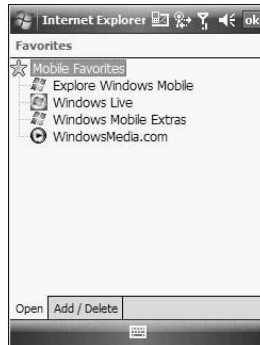 Internet Explorer ok
Favorites
Mobile Favorites
Explore Windows Mobile
Windows Live
Windows Mobile Extras
WindowsMedia.com
Open Add / Delete